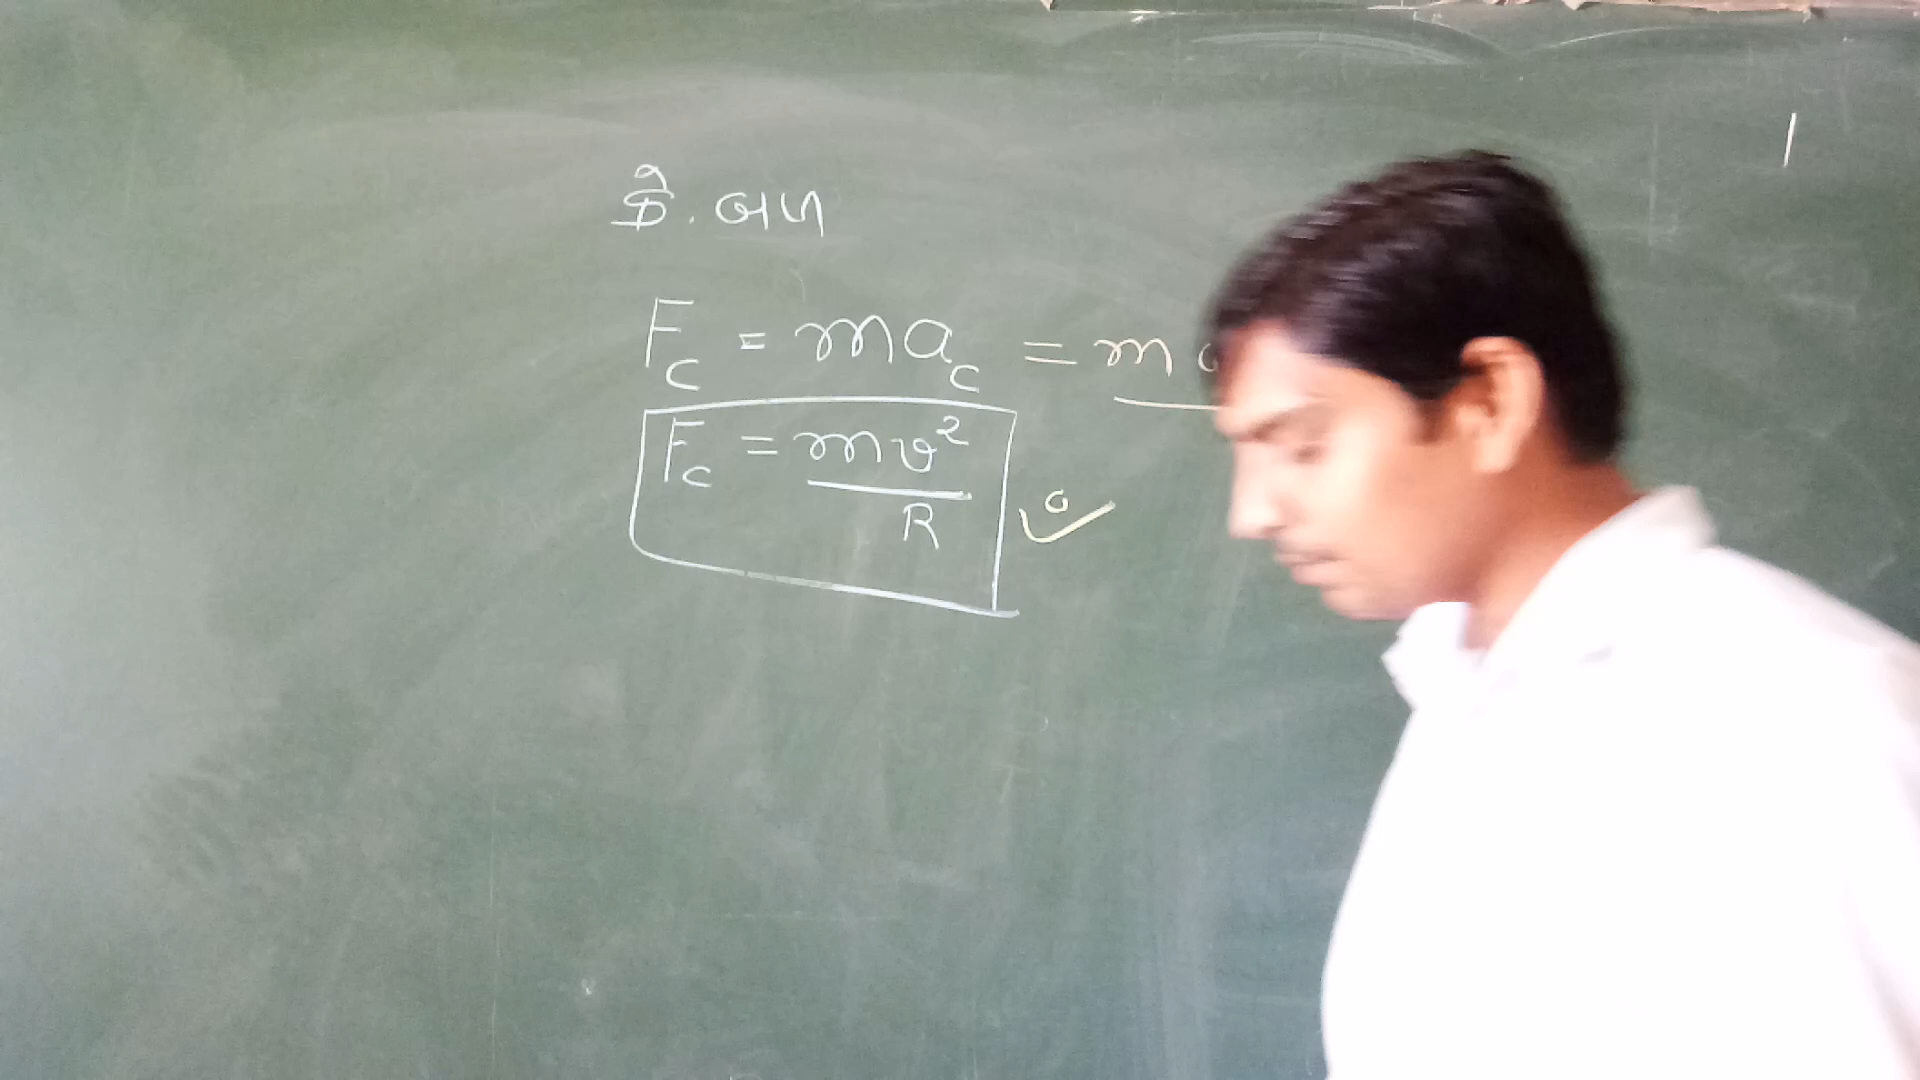 કે. બળ
F_c = ma_c = m
F_c = mv²/R